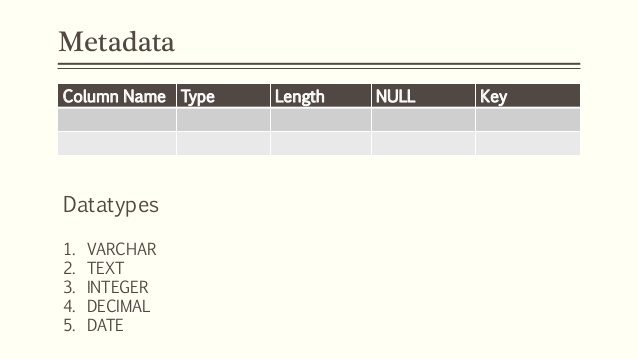 Metadata
Column Name Type Length NULL Key
Datatypes
1. VARCHAR
2. TEXT
3. INTEGER
4. DECIMAL
5. DATE